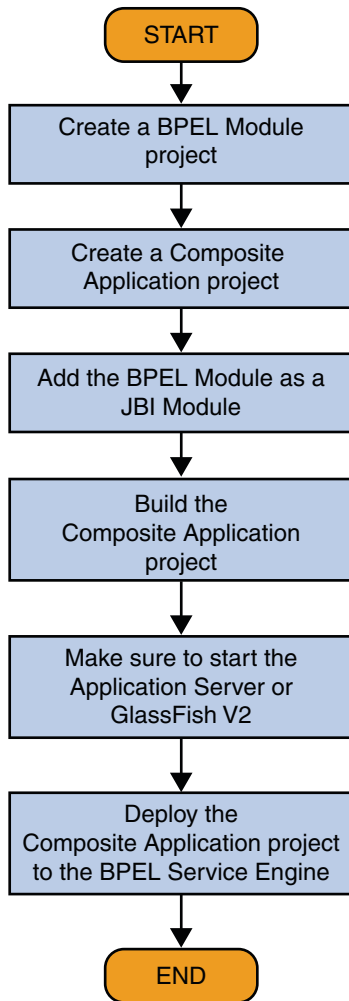 START
Create a BPEL Module
project
Create a Composite
Application project
Add the BPEL Module as a
JBI Module
Build the
Composite Application
project
Make sure to start the
Application Server or
GlassFish V2
Deploy the
Composite Application project
to the BPEL Service Engine
END